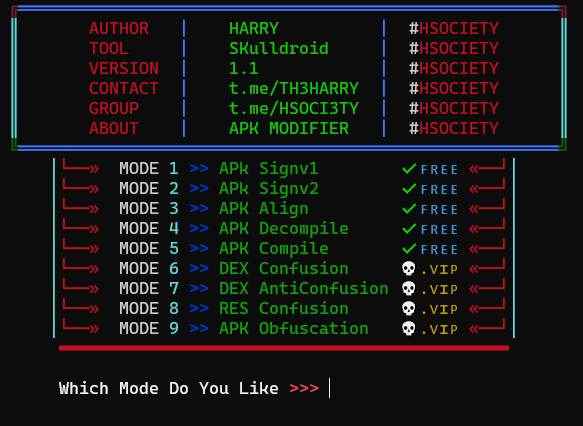 AUTHOR | HARRY | #HSOCIETY
TOOL | SKulldroid | #HSOCIETY
VERSION | 1.1 | #HSOCIETY
CONTACT | t.me/TH3HARRY | #HSOCIETY
GROUP | t.me/HSOCI3TY | #HSOCIETY
ABOUT | APK MODIFIER | #HSOCIETY
└──» MODE 1 >> APk Signv1 ✓ FREE «──┘
└──» MODE 2 >> APk Signv2 ✓ FREE «──┘
└──» MODE 3 >> APK Align ✓ FREE «──┘
└──» MODE 4 >> APK Decompile ✓ FREE «──┘
└──» MODE 5 >> APK Compile ✓ FREE «──┘
└──» MODE 6 >> DEX Confusion 💀.VIP «──┘
└──» MODE 7 >> DEX AntiConfusion 💀.VIP «──┘
└──» MODE 8 >> RES Confusion 💀.VIP «──┘
└──» MODE 9 >> APK Obfuscation 💀.VIP «──┘
Which Mode Do You Like >>>